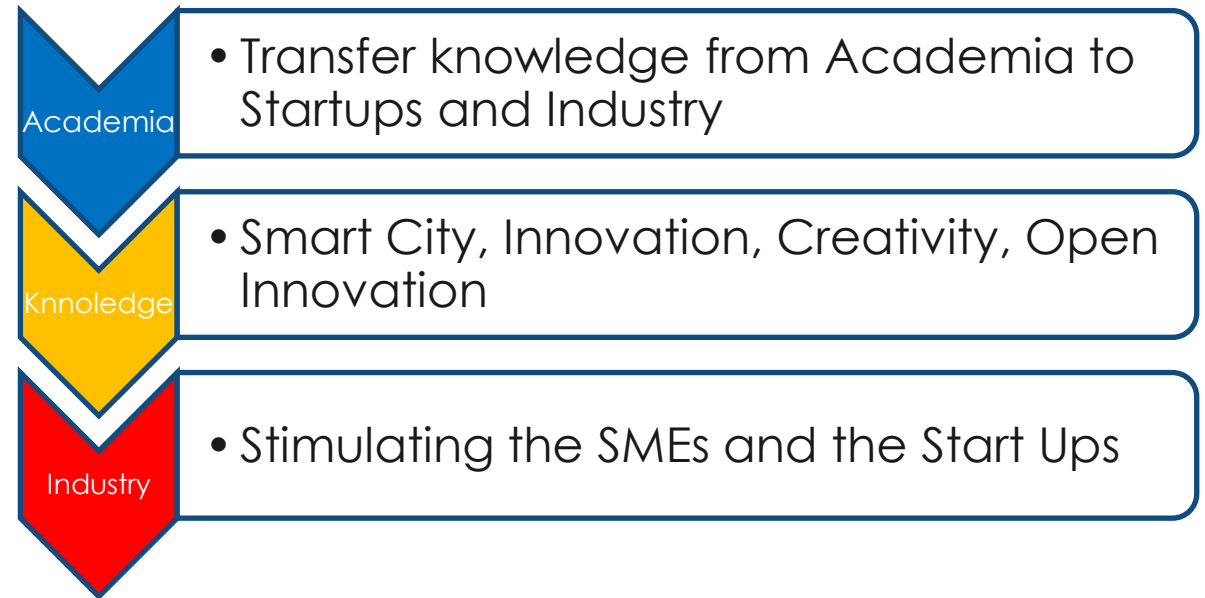 Academia
• Transfer knowledge from Academia to
Startups and Industry
Knnoledge
• Smart City, Innovation, Creativity, Open
Innovation
Industry
• Stimulating the SMEs and the Start Ups